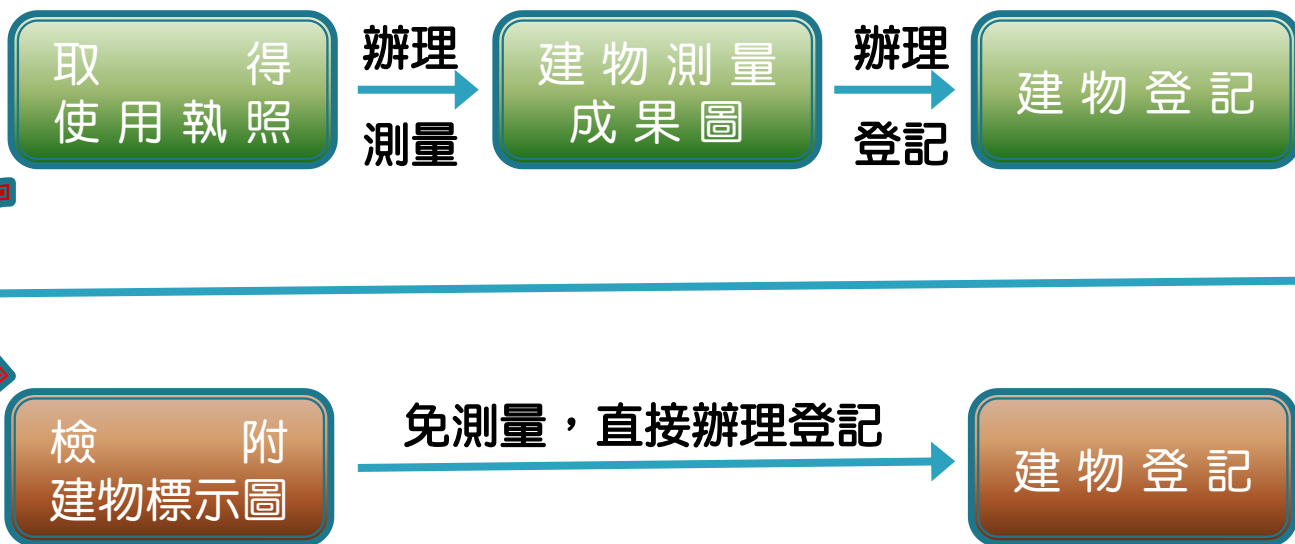 取得
使用執照
辦理
測量
建物測量
成果圖
辦理
登記
建物登記
檢附
建物標示圖
免測量，直接辦理登記
建物登記